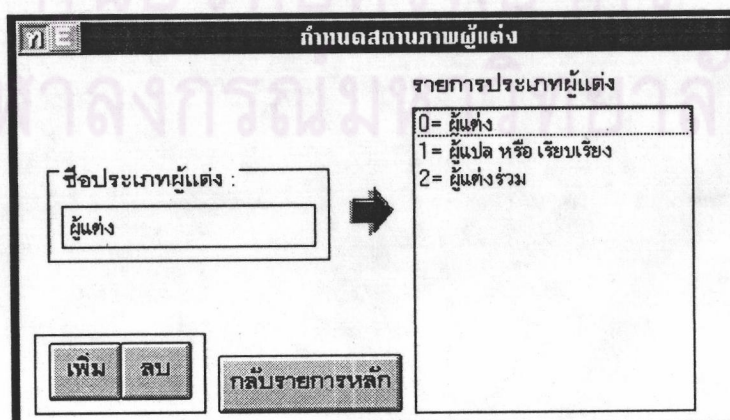 ท E
กำหนดสถานภาพผู้แต่ง
รายการประเภทผู้แต่ง
0= ผู้แต่ง
1= ผู้แปล หรือ เรียบเรียง
2= ผู้แต่งร่วม
ชื่อประเภทผู้แต่ง :
ผู้แต่ง
เพิ่ม
ลบ
กลับรายการหลัก